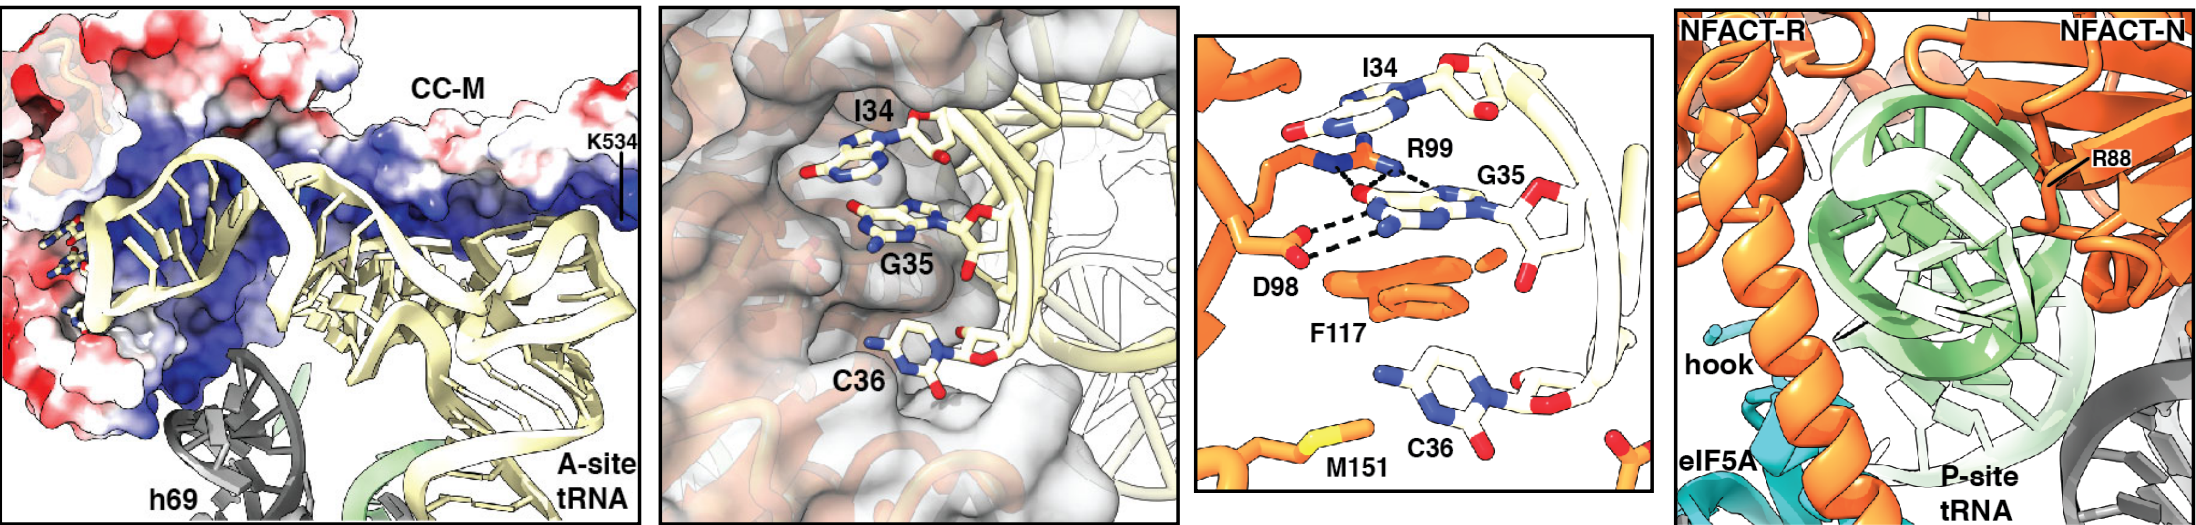 CC-M
K534
h69
A-site
tRNA
I34
G35
C36
I34
R99
G35
D98
F117
M151
C36
NFACT-R
NFACT-N
R88
hook
eIF5A
P-site
tRNA